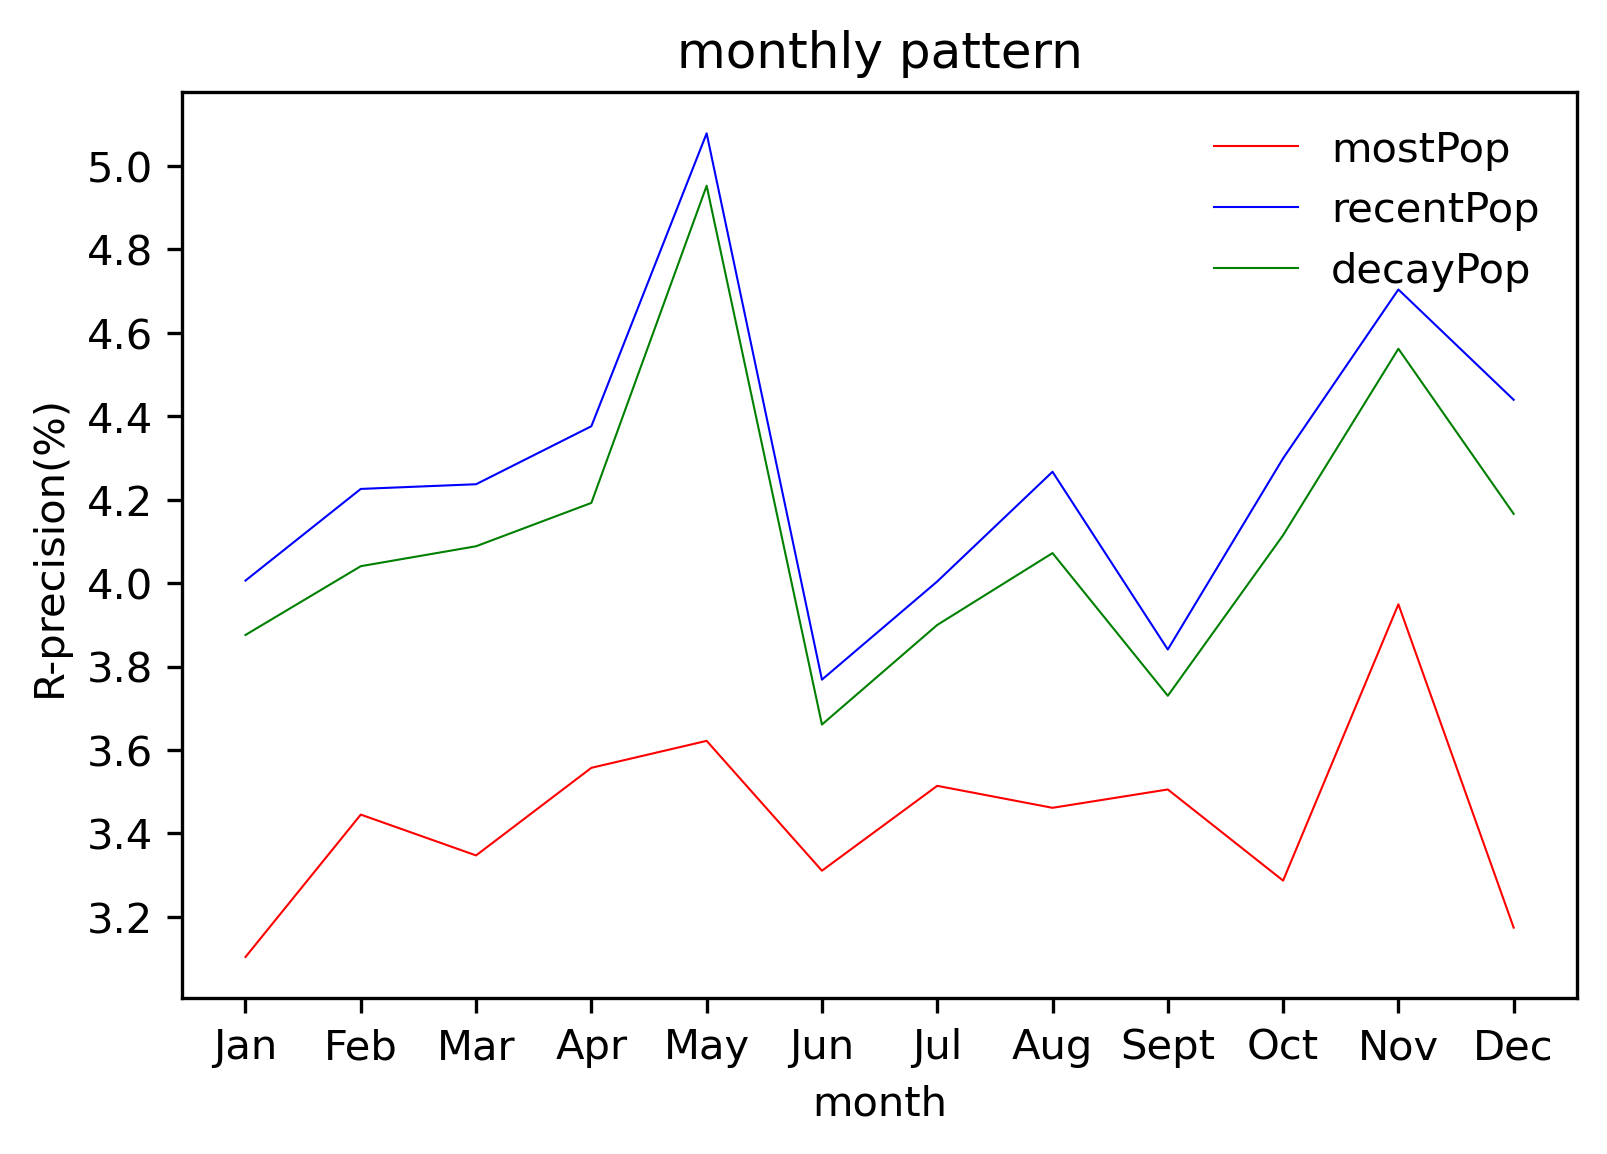 monthly pattern
mostPop
recentPop
decayPop
5.0
4.8
4.6
4.4
4.2
4.0
3.8
3.6
3.4
3.2
R-precision(%)
Jan Feb Mar Apr May Jun Jul Aug Sept Oct Nov Dec
month